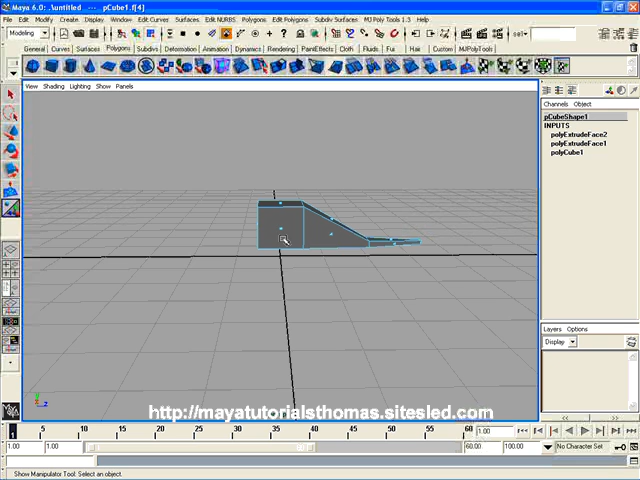 Maya 6.0: .\untitled --- pCube1.f[4]
File Edit Modify Create Display Window Edit Curves Surfaces Edit NURBS Polygons Edit Polygons Subdiv Surfaces MJ Poly Tools 1.3 Help
Modeling sel*
General Curves Surfaces Polygons Subdivs Deformation Animation Dynamics Rendering PaintEffects Cloth Fluids Fur Hair Custom MJPolyTools
View Shading Lighting Show Panels
Channels Object
pCubeShape1
INPUTS
polyExtrudeFace2
polyExtrudeFace1
polyCube1
Layers Options
Display
http://mayatutorialsthomas.sitesled.com
1 5 10 15 20 25 30 35 40 45 50 55 60 1.00
1.00 1.00 60.00 100.00 No Character Set
Show Manipulator Tool: Select an object.